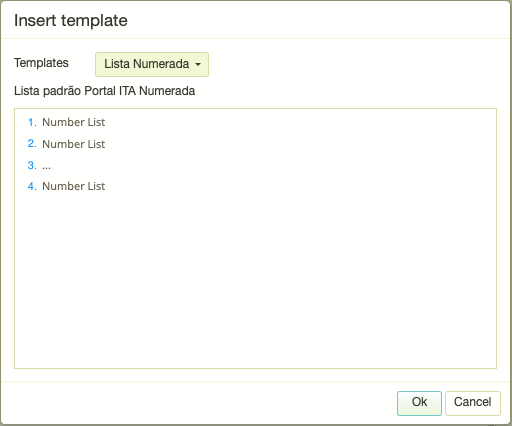 Insert template
Templates Lista Numerada
Lista padrão Portal ITA Numerada
1. Number List
2. Number List
3. ...
4. Number List
Ok Cancel